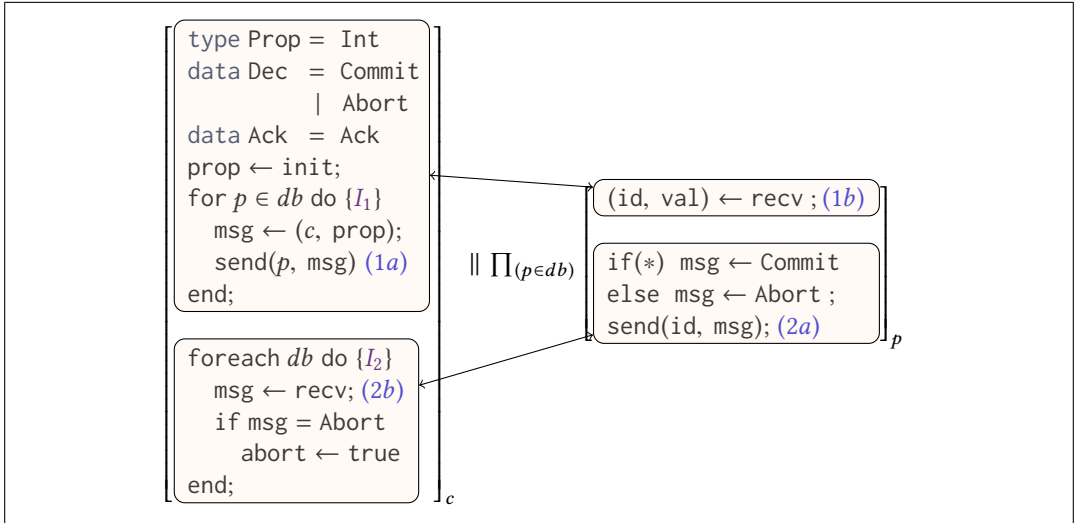 type Prop = Int
data Dec = Commit
| Abort
data Ack = Ack
prop ← init;
for p ∈ db do {I₁}
msg ← (c, prop);
send(p, msg) (1a)
end;
foreach db do {I₂}
msg ← recv; (2b)
if msg = Abort
abort ← true
end;
c
∥ ∏(p∈db)
(id, val) ← recv ; (1b)
if(*) msg ← Commit
else msg ← Abort ;
send(id, msg); (2a)
p